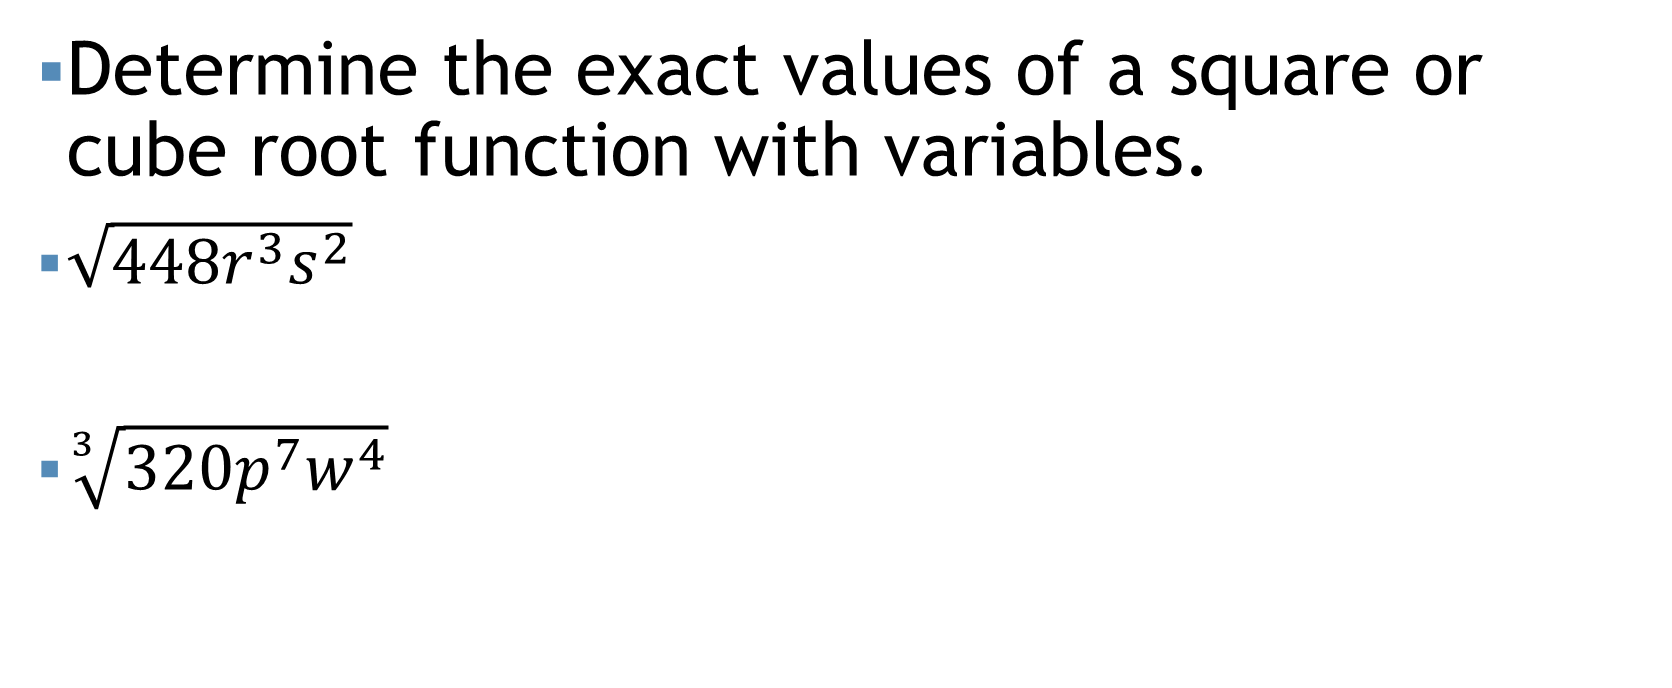 ▪Determine the exact values of a square or
cube root function with variables.
▪√448r³s²
▪∛320p⁷w⁴